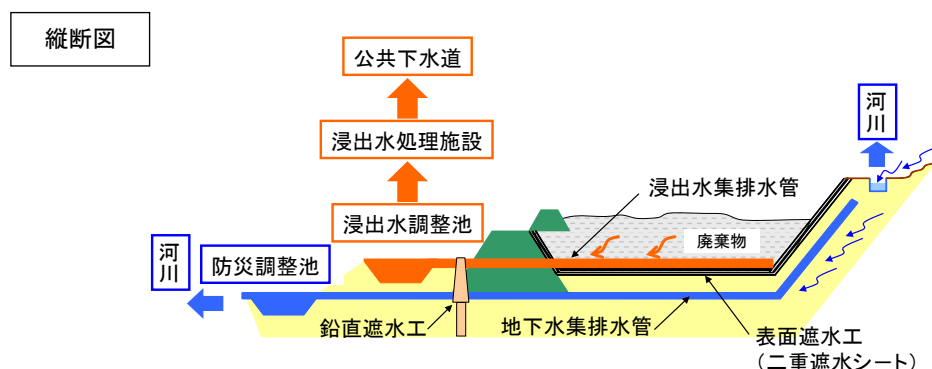 縦断図
公共下水道
浸出水処理施設
浸出水調整池
防災調整池
河川
河川
浸出水集排水管
廃棄物
鉛直遮水工
地下水集排水管
表面遮水工
（二重遮水シート）